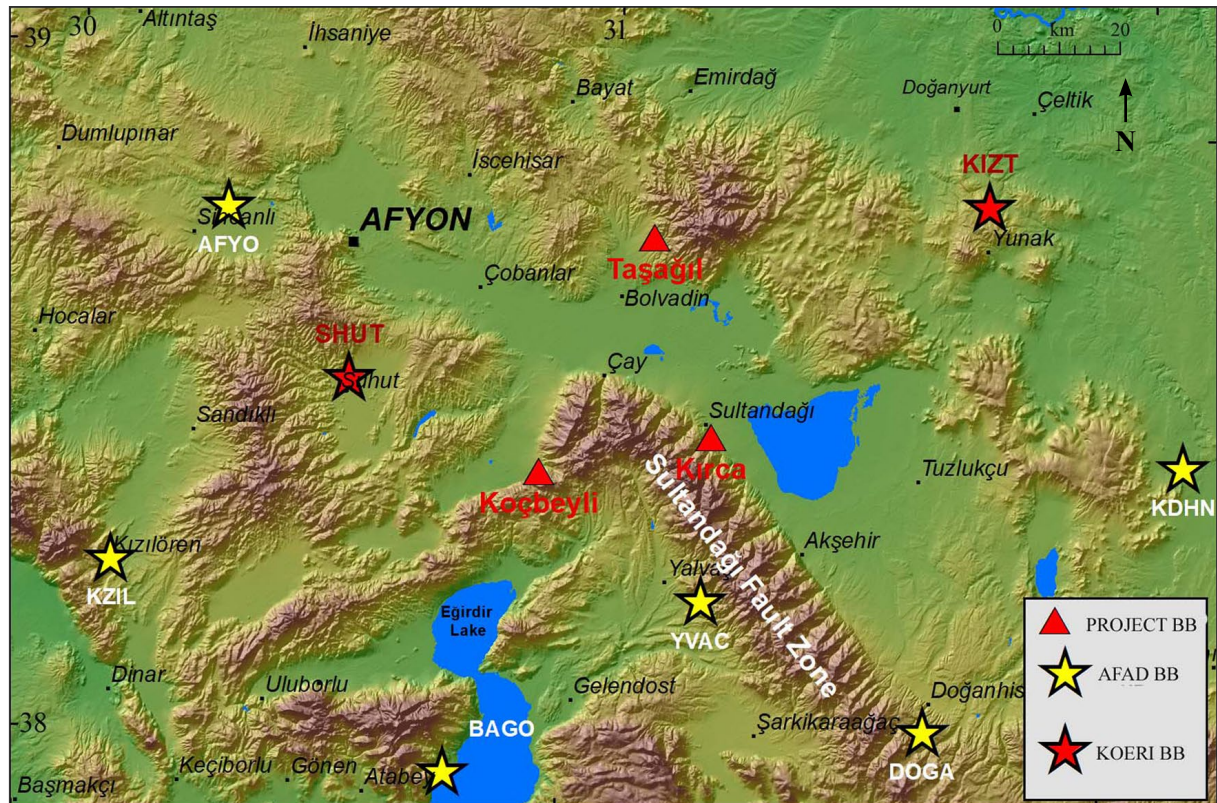 30
31
39
Altıntaş
İhsaniye
0 km 20
Bayat
Emirdağ
Doğanyurt
Çeltik
N
Dumlupınar
İscehisar
KIZT
AFYON
AFYO
Yunak
Taşağıl
Çobanlar
Bolvadin
Hocalar
SHUT
Çay
Sandıklı
Sultandağı
Kırca
Tuzlukçu
Koçbeyli
KDHN
Sultandağı Fault Zone
Kızılören
KZIL
Akşehir
Eğirdir
Lake
YVAC
PROJECT BB
Dinar
Uluborlu
Gelendost
Doğanhis
AFAD BB
38
BAGO
Şarkikaraağaç
DOGA
KOERI BB
Başmakçı
Keçiborlu
Gönen
Atabey